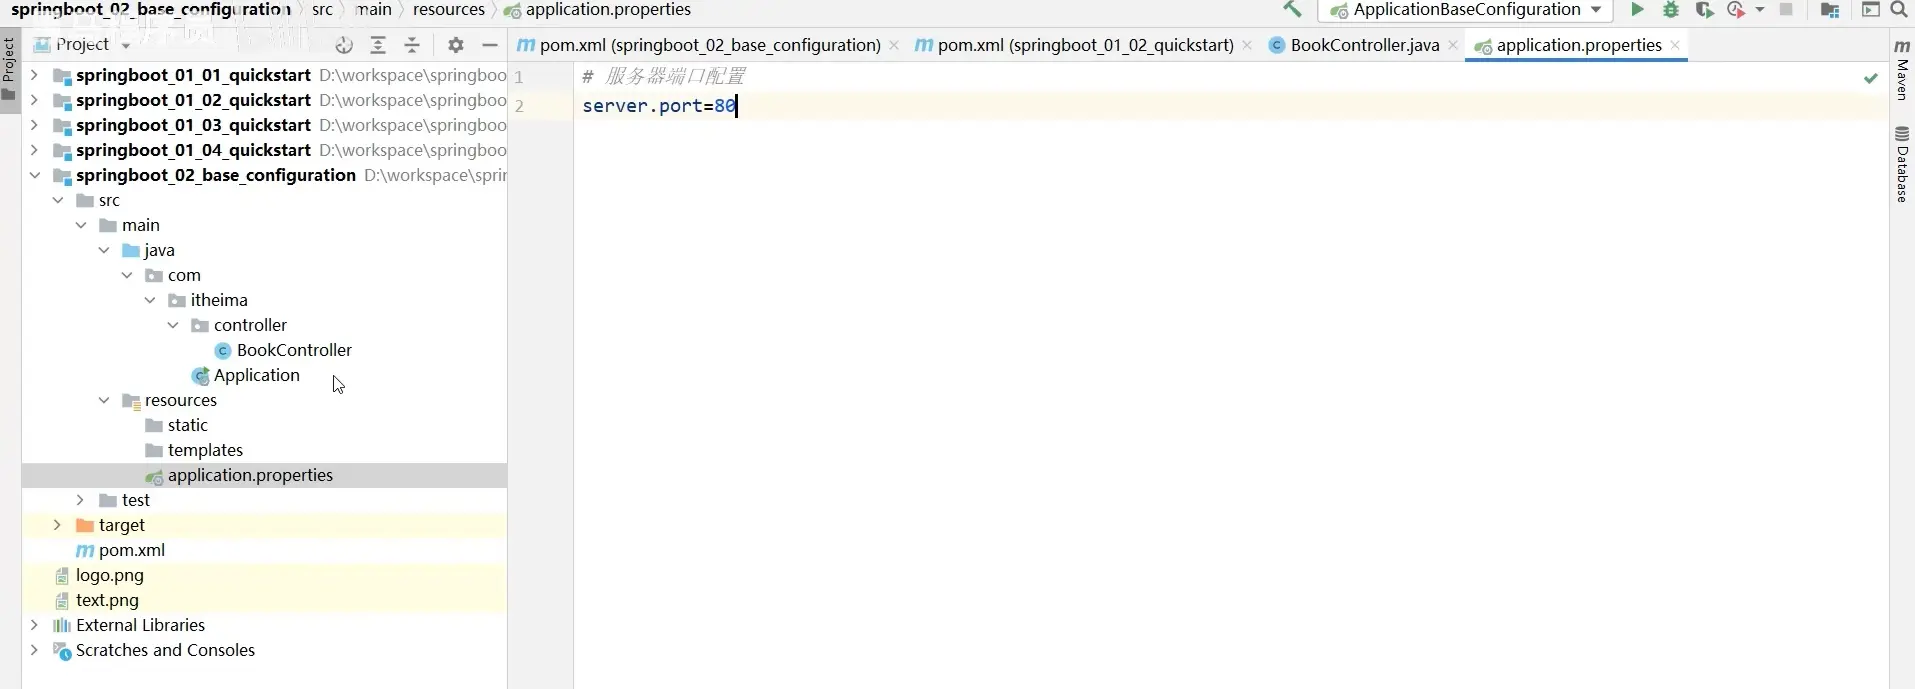 springboot_02_base_configuration src main resources application.properties
ApplicationBaseConfiguration
Project
pom.xml (springboot_02_base_configuration) pom.xml (springboot_01_02_quickstart) BookController.java application.properties
Project
Maven
Database
springboot_01_01_quickstart D:\workspace\springboo
springboot_01_02_quickstart D:\workspace\springboo
springboot_01_03_quickstart D:\workspace\springboo
springboot_01_04_quickstart D:\workspace\springboo
springboot_02_base_configuration D:\workspace\sprin
src
main
java
com
itheima
controller
BookController
Application
resources
static
templates
application.properties
test
target
pom.xml
logo.png
text.png
External Libraries
Scratches and Consoles
1 # 服务器端口配置
2 server.port=80